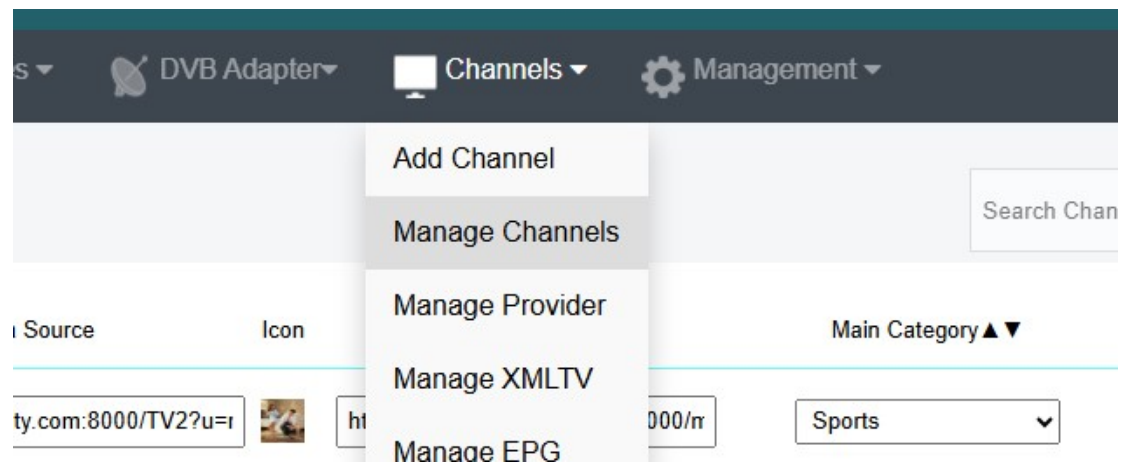 s DVB Adapter Channels Management
Add Channel
Manage Channels
Search Chan
Manage Provider
Source Icon Main Category▲▼
Manage XMLTV
ty.com:8000/TV2?u=r ht 000/m Sports
Manage EPG